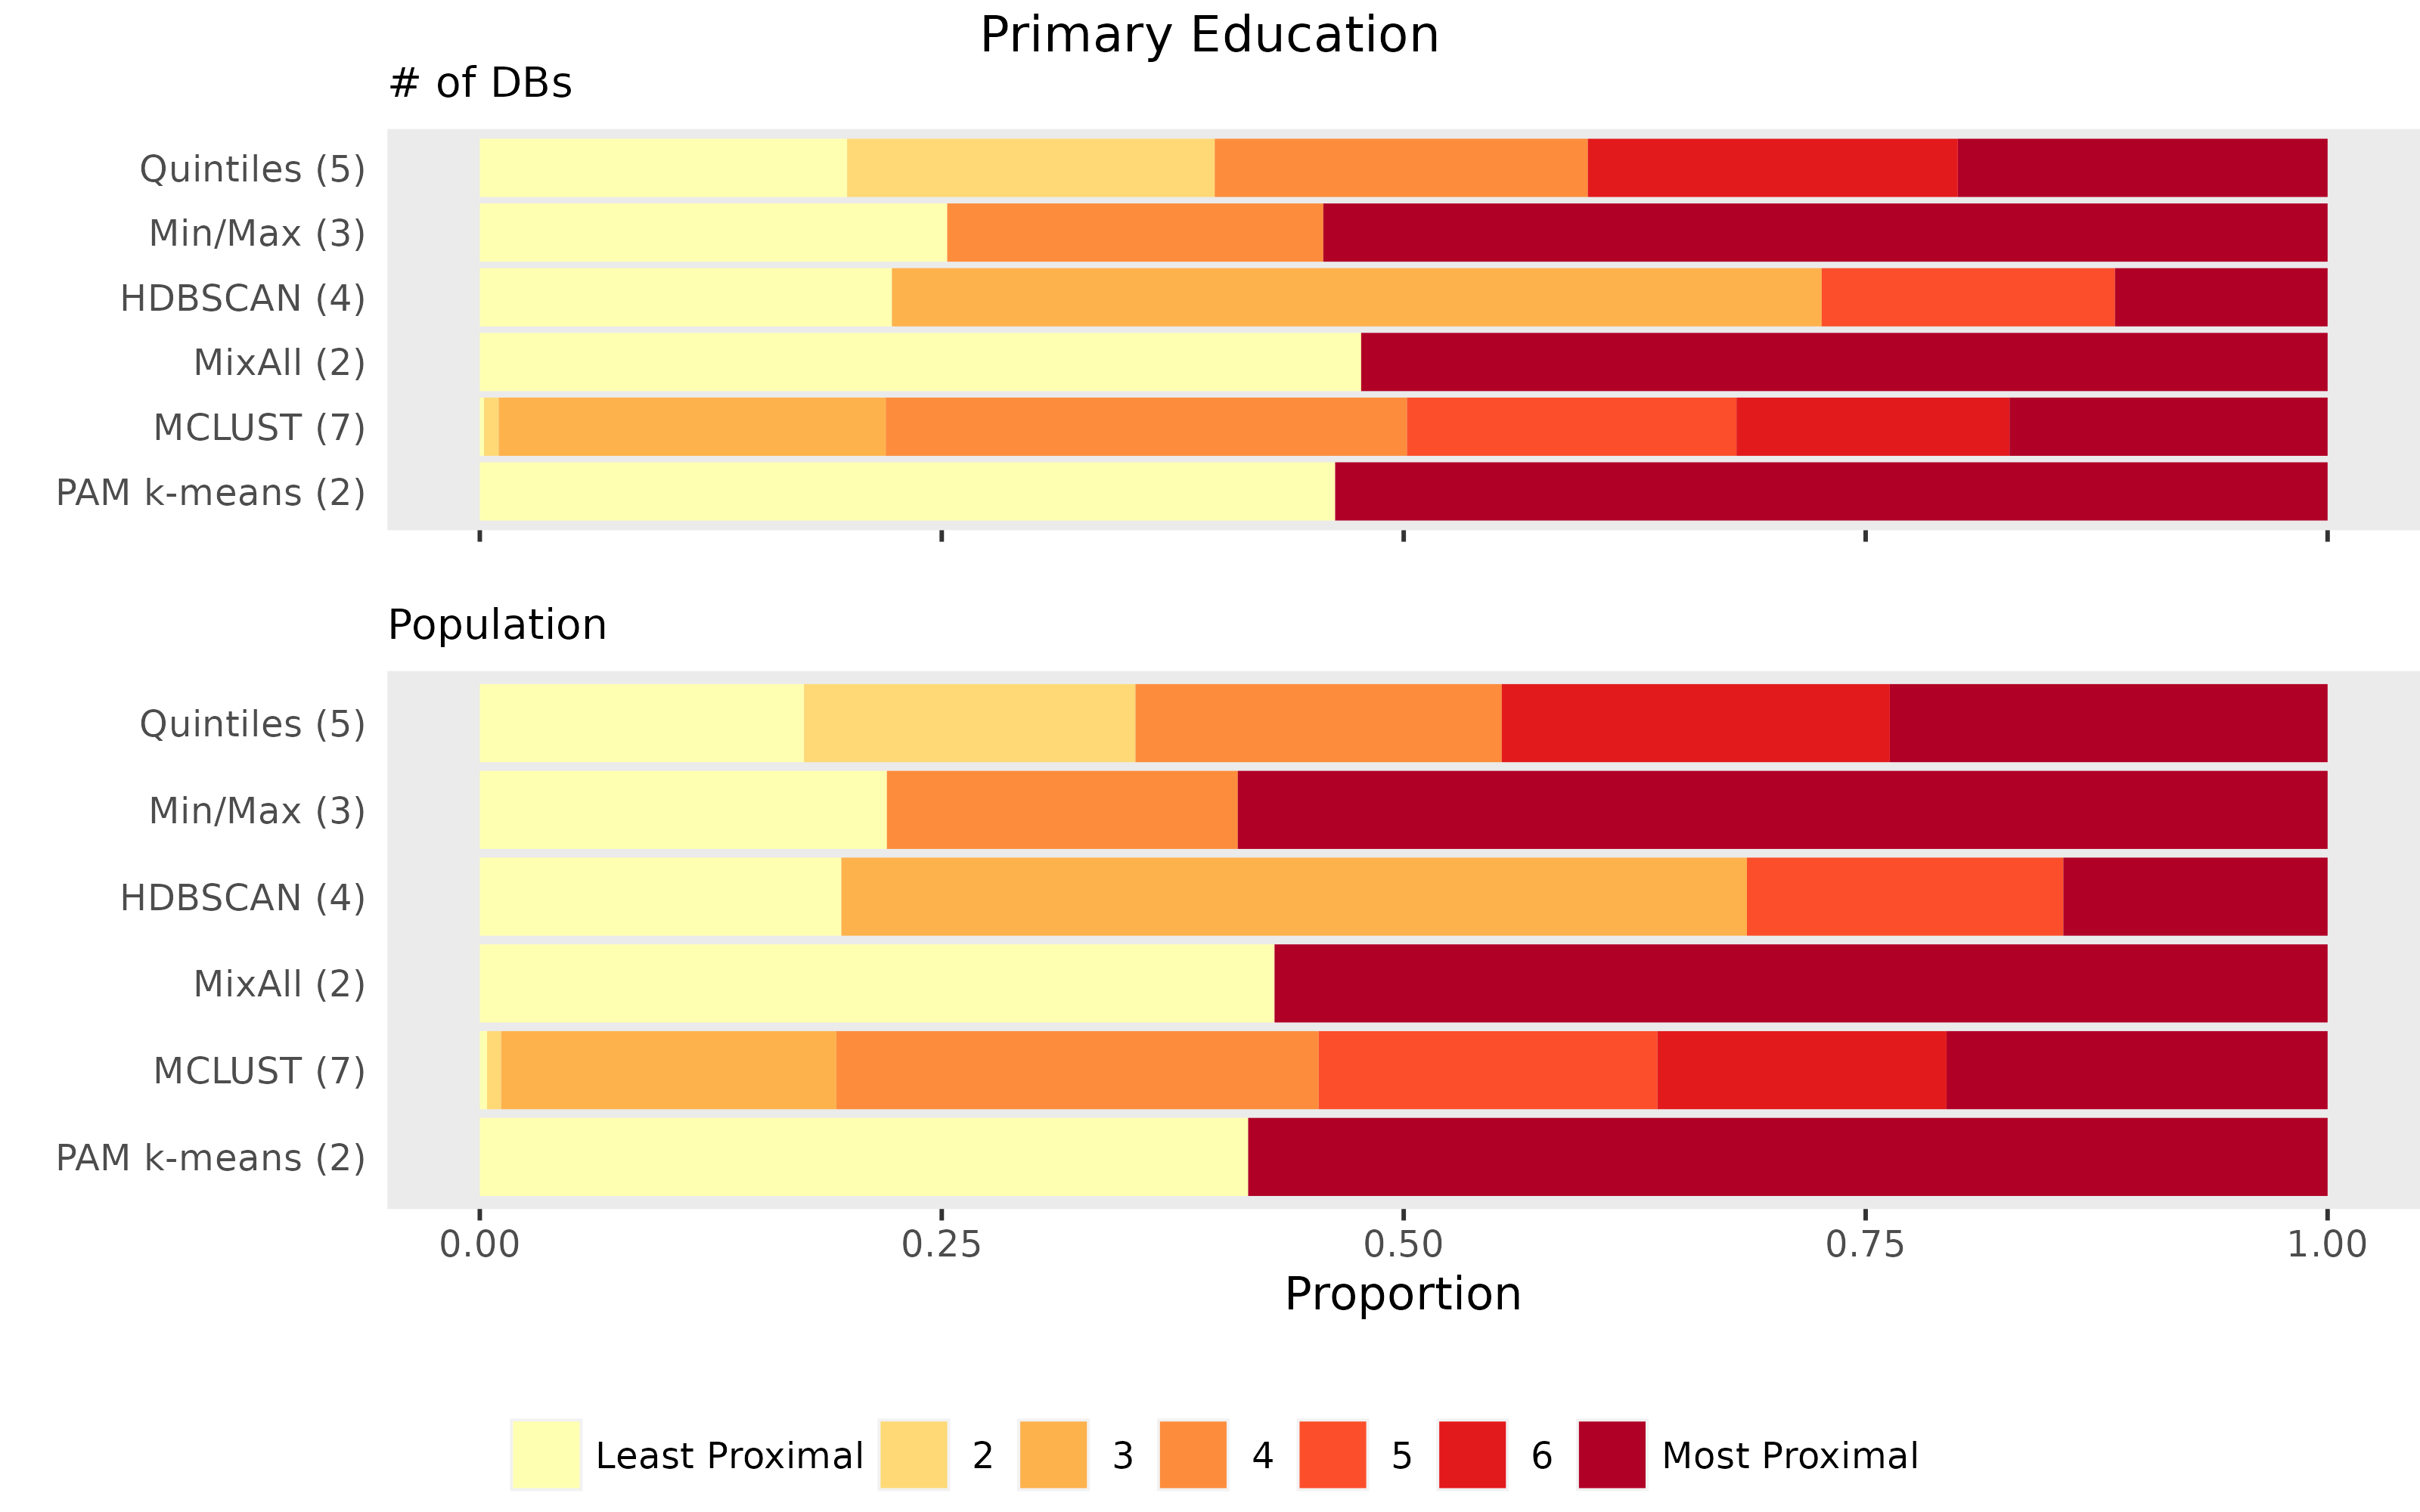 Primary Education
# of DBs
Quintiles (5)
Min/Max (3)
HDBSCAN (4)
MixAll (2)
MCLUST (7)
PAM k-means (2)
Population
Quintiles (5)
Min/Max (3)
HDBSCAN (4)
MixAll (2)
MCLUST (7)
PAM k-means (2)
0.00 0.25 0.50 0.75 1.00
Proportion
Least Proximal 2 3 4 5 6 Most Proximal